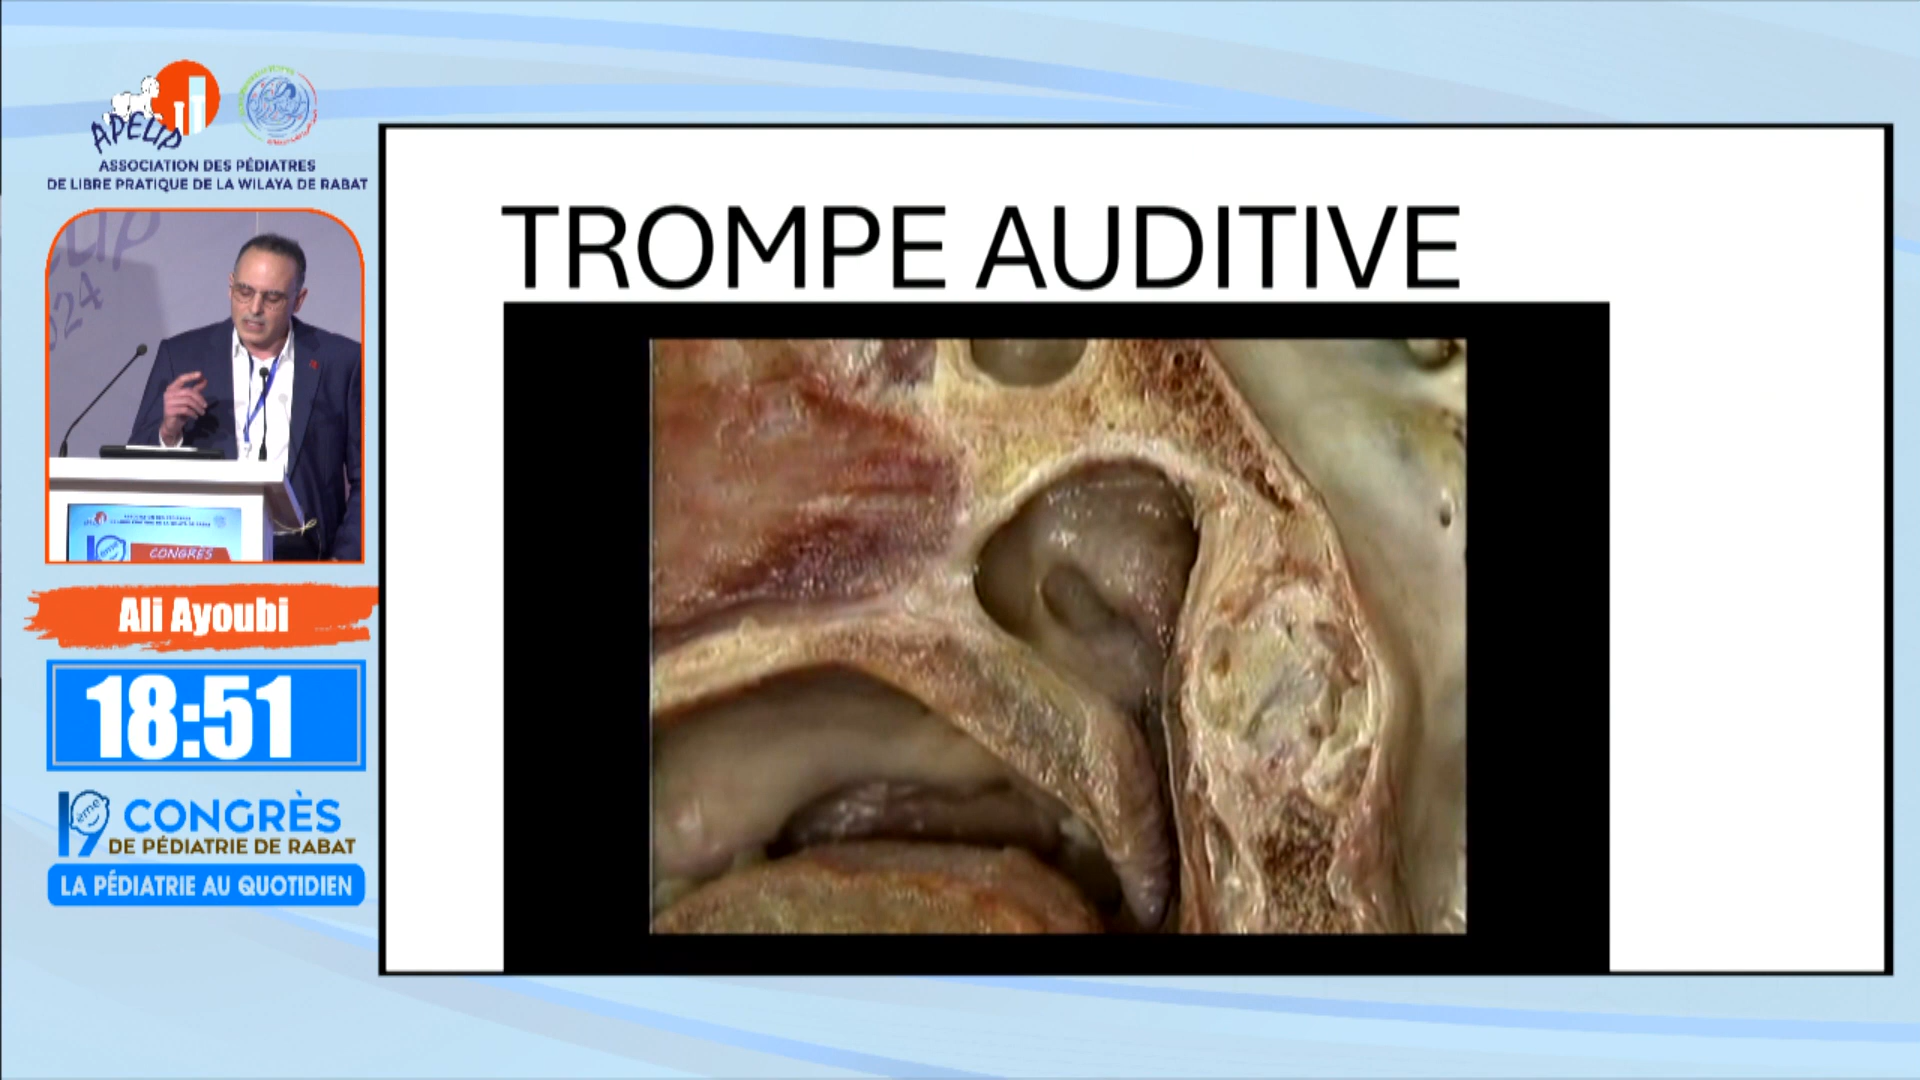 APELIP
ASSOCIATION DES PÉDIATRES
DE LIBRE PRATIQUE DE LA WILAYA DE RABAT
TROMPE AUDITIVE
CONGRÈS
Ali Ayoubi
18:51
19ème CONGRÈS
DE PÉDIATRIE DE RABAT
LA PÉDIATRIE AU QUOTIDIEN